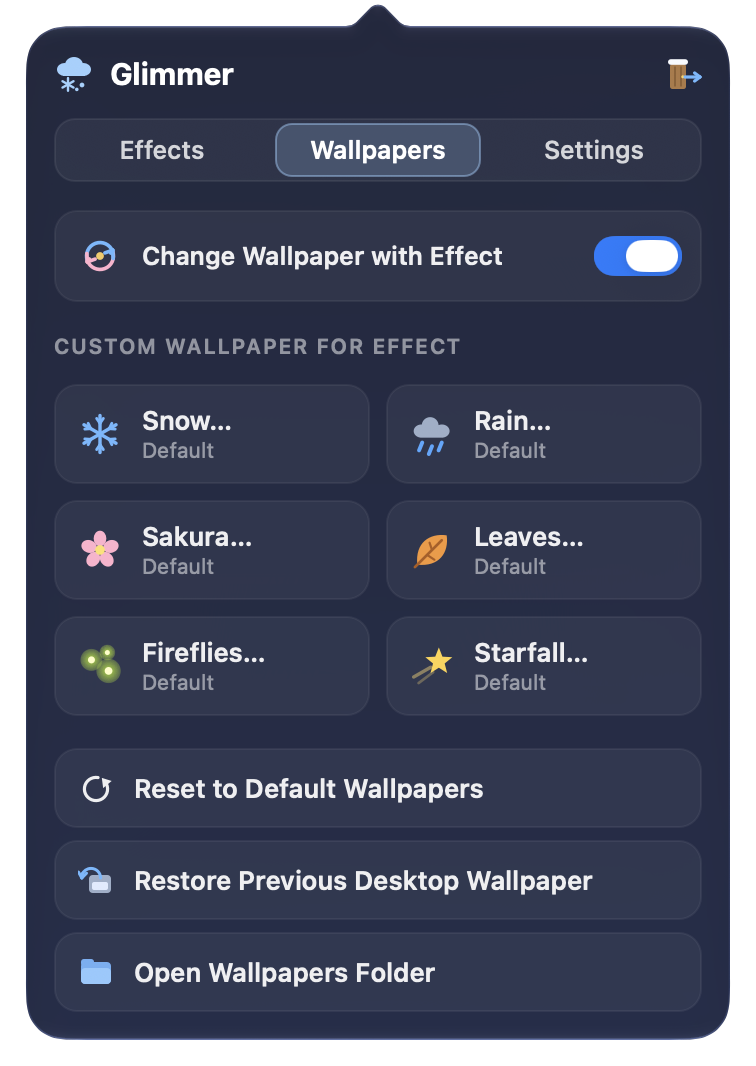 Glimmer
Effects
Wallpapers
Settings
Change Wallpaper with Effect
CUSTOM WALLPAPER FOR EFFECT
Snow...
Default
Rain...
Default
Sakura...
Default
Leaves...
Default
Fireflies...
Default
Starfall...
Default
Reset to Default Wallpapers
Restore Previous Desktop Wallpaper
Open Wallpapers Folder